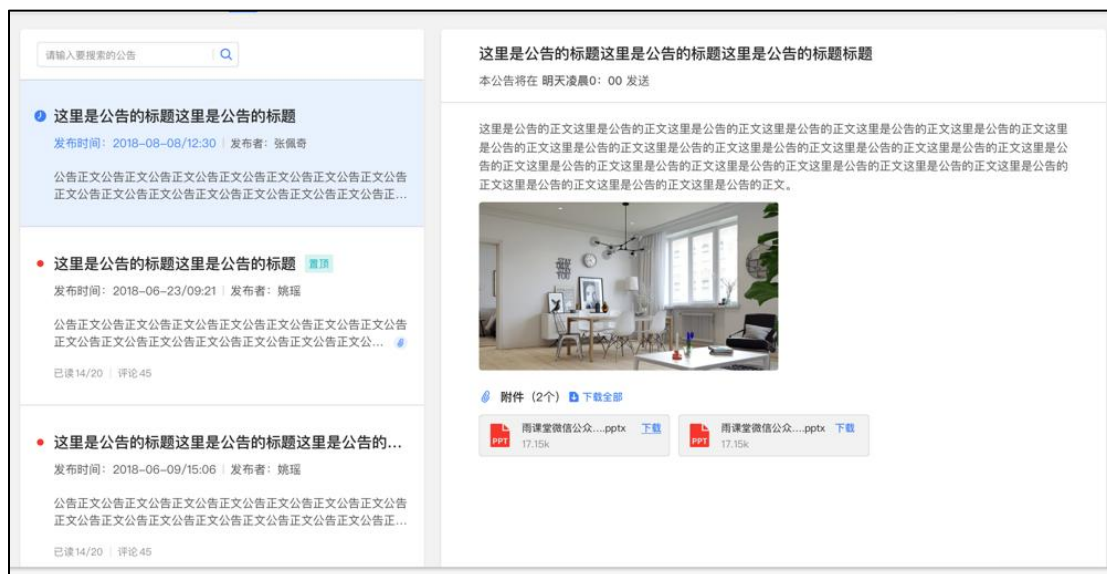 请输入要搜索的公告
这里是公告的标题这里是公告的标题
发布时间：2018-08-08/12:30 | 发布者：张佩奇
公告正文公告正文公告正文公告正文公告正文公告正文公告正文公告
正文公告正文公告正文公告正文公告正文公告正文公告正文公告正...
这里是公告的标题这里是公告的标题 置顶
发布时间：2018-06-23/09:21 | 发布者：姚瑶
公告正文公告正文公告正文公告正文公告正文公告正文公告正文公告
正文公告正文公告正文公告正文公告正文公告正文公告正文公...
已读14/20 | 评论45
这里是公告的标题这里是公告的标题这里是公告的...
发布时间：2018-06-09/15:06 | 发布者：姚瑶
公告正文公告正文公告正文公告正文公告正文公告正文公告正文公告
正文公告正文公告正文公告正文公告正文公告正文公告正文公告正...
已读14/20 | 评论45
这里是公告的标题这里是公告的标题这里是公告的标题标题
本公告将在 明天凌晨0：00 发送
这里是公告的正文这里是公告的正文这里是公告的正文这里是公告的正文这里是公告的正文这里是公告的正文这里
是公告的正文这里是公告的正文这里是公告的正文这里是公告的正文这里是公告的正文这里是公告的正文这里是公
告的正文这里是公告的正文这里是公告的正文这里是公告的正文这里是公告的正文这里是公告的正文这里是公告的
正文这里是公告的正文这里是公告的正文这里是公告的正文。
附件（2个） 下载全部
雨课堂微信公众....pptx 下载
PPT
17.15k
雨课堂微信公众....pptx 下载
PPT
17.15k